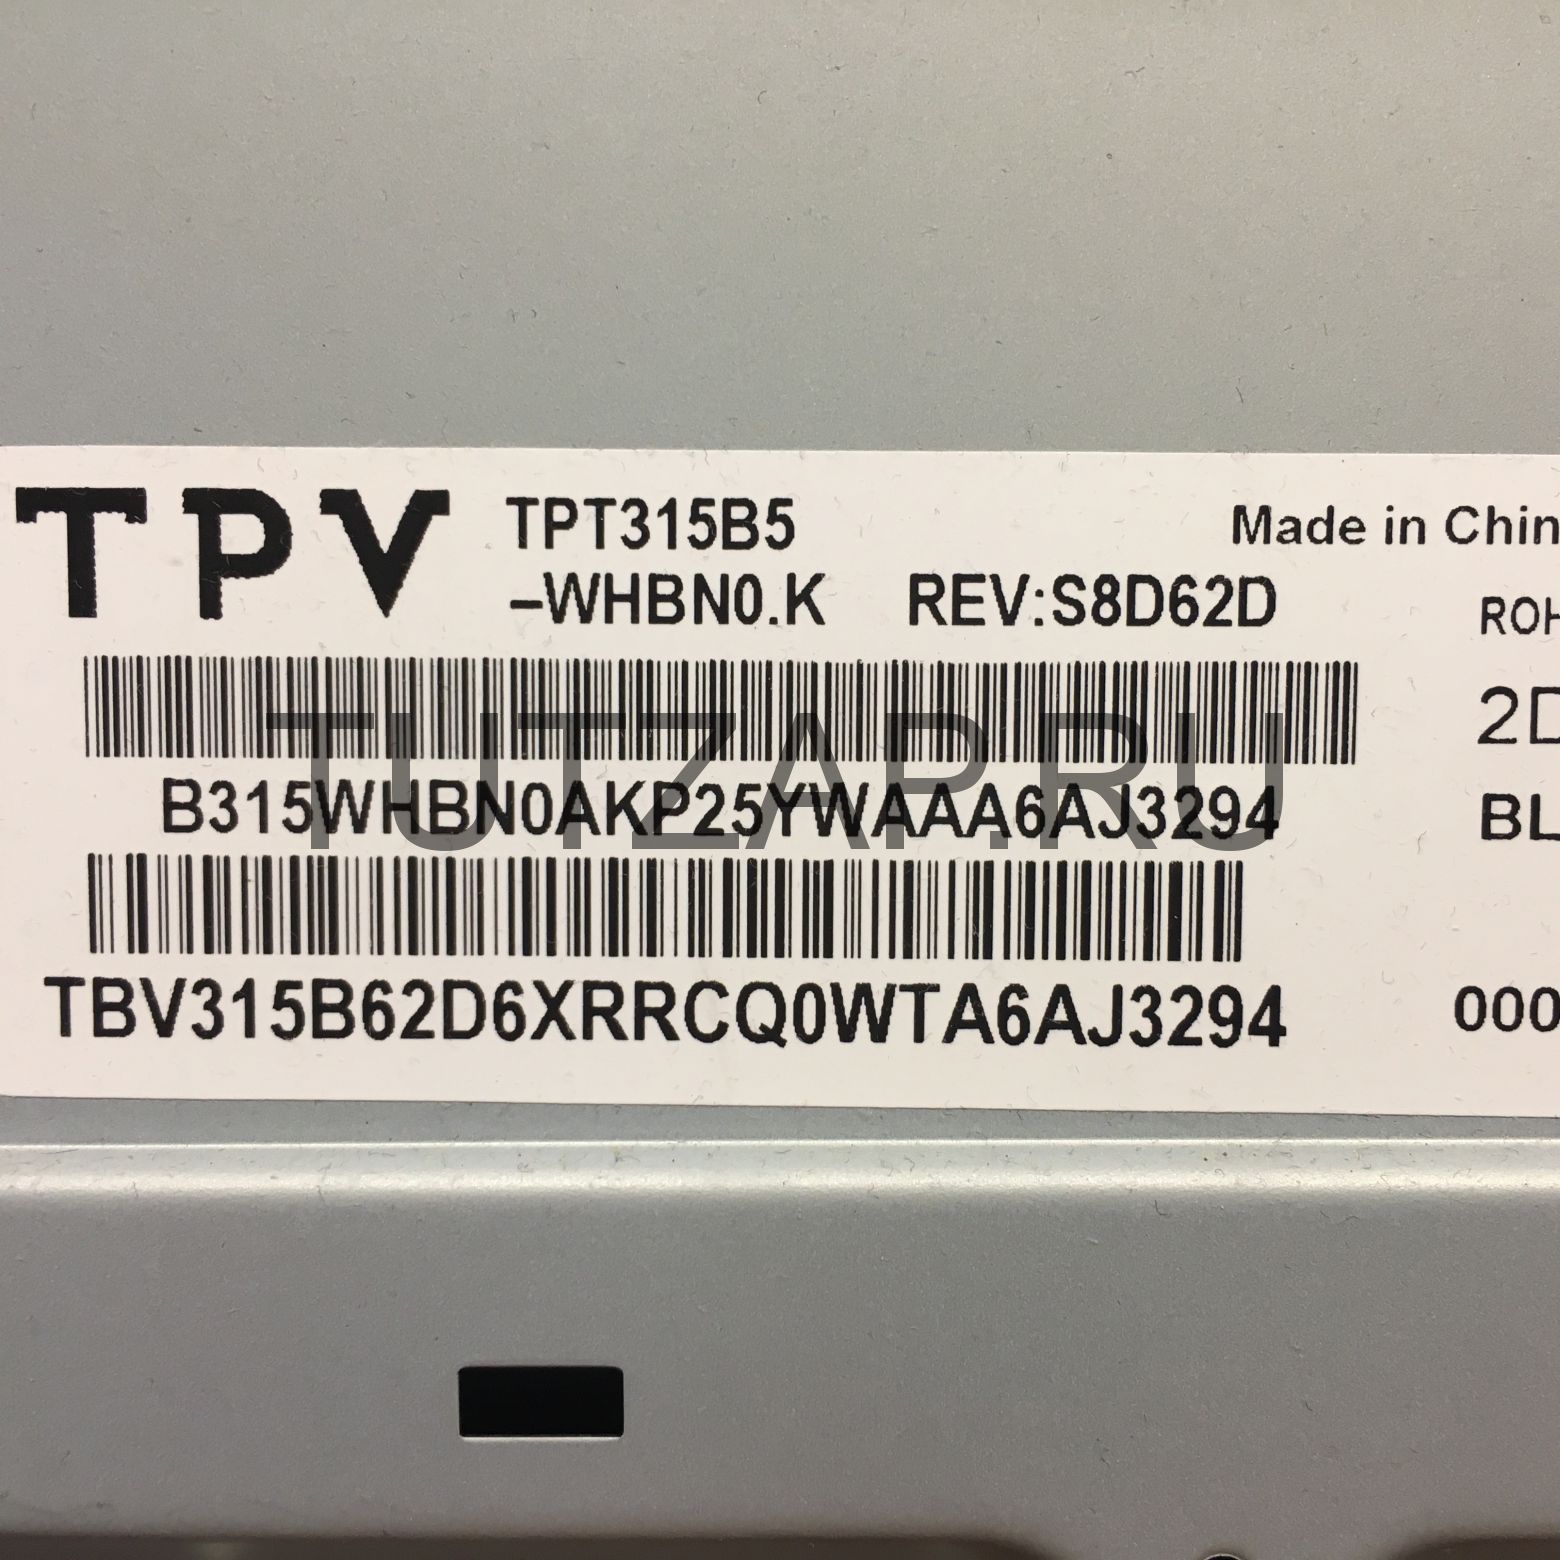 TPV TPT315B5 Made in Chin
-WHBN0.K REV:S8D62D
ROH
2D
TUTZAP.RU
B315WHBN0AKP25YWAAA6AJ3294
BL
TBV315B62D6XRRCQ0WTA6AJ3294
000